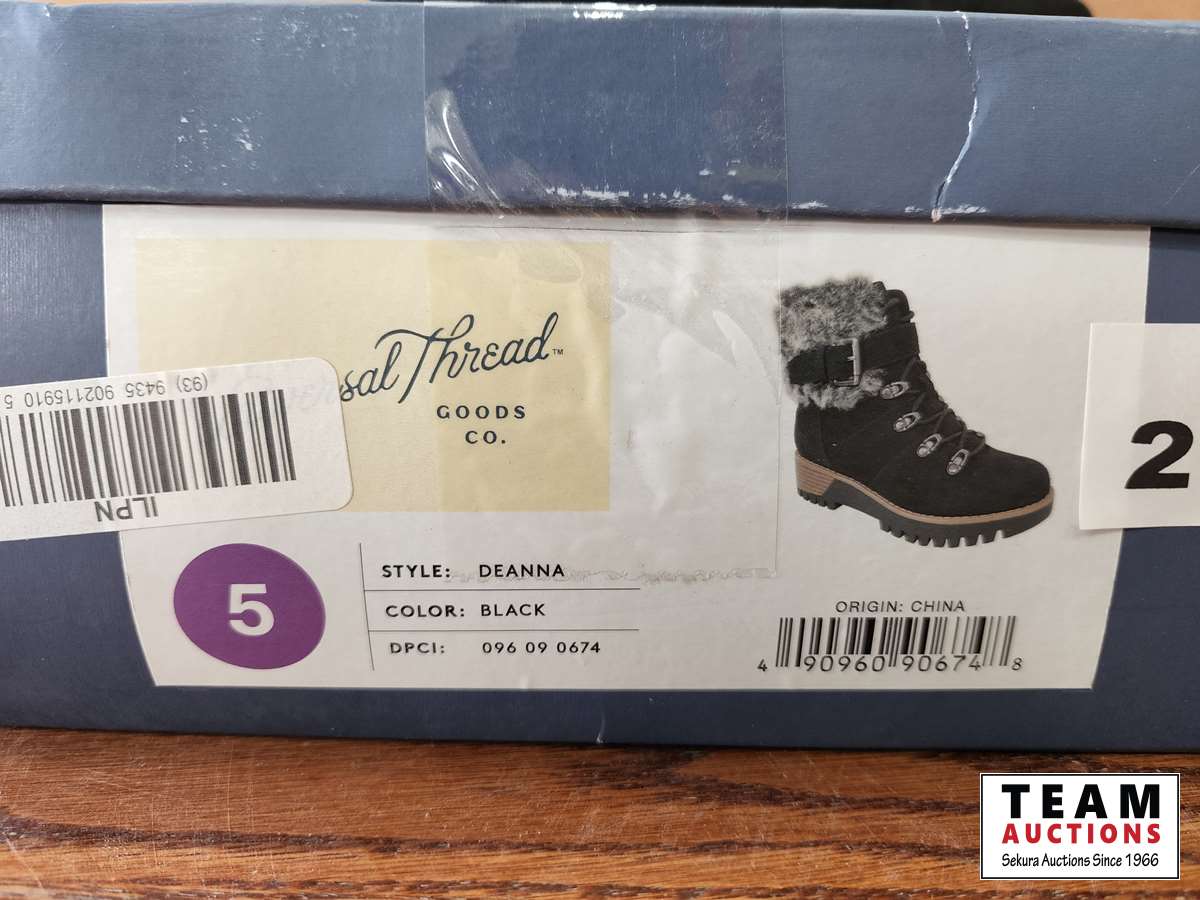 Universal Thread™
GOODS
CO.
(93) 9435 902115910 5
ILPN
2
5
STYLE: DEANNA
COLOR: BLACK
DPCI: 096 09 0674
ORIGIN: CHINA
4 90960 90674 8
TEAM
AUCTIONS
Sekura Auctions Since 1966